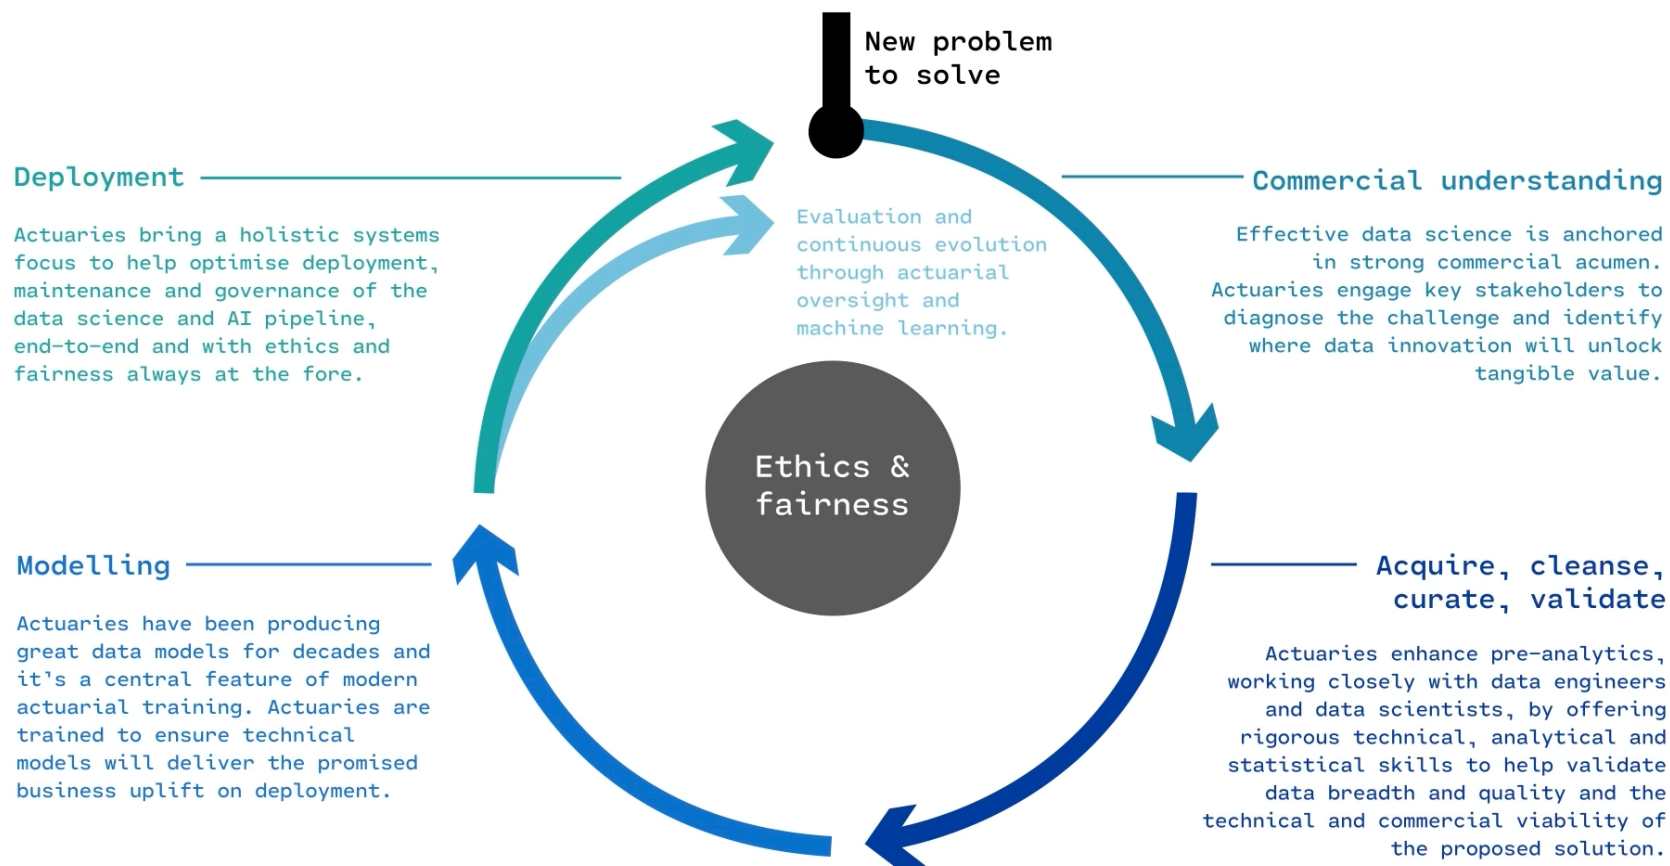 New problem
to solve
Commercial understanding
Effective data science is anchored
in strong commercial acumen.
Actuaries engage key stakeholders to
diagnose the challenge and identify
where data innovation will unlock
tangible value.
Acquire, cleanse,
curate, validate
Actuaries enhance pre-analytics,
working closely with data engineers
and data scientists, by offering
rigorous technical, analytical and
statistical skills to help validate
data breadth and quality and the
technical and commercial viability of
the proposed solution.
Modelling
Actuaries have been producing
great data models for decades and
it's a central feature of modern
actuarial training. Actuaries are
trained to ensure technical
models will deliver the promised
business uplift on deployment.
Deployment
Actuaries bring a holistic systems
focus to help optimise deployment,
maintenance and governance of the
data science and AI pipeline,
end-to-end and with ethics and
fairness always at the fore.
Evaluation and
continuous evolution
through actuarial
oversight and
machine learning.
Ethics &
fairness